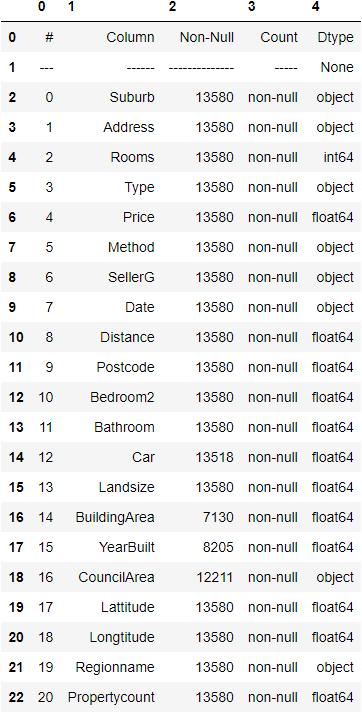 0 1 2 3 4
0 # Column Non-Null Count Dtype
1 --- ------ -------------- ----- None
2 0 Suburb 13580 non-null object
3 1 Address 13580 non-null object
4 2 Rooms 13580 non-null int64
5 3 Type 13580 non-null object
6 4 Price 13580 non-null float64
7 5 Method 13580 non-null object
8 6 SellerG 13580 non-null object
9 7 Date 13580 non-null object
10 8 Distance 13580 non-null float64
11 9 Postcode 13580 non-null float64
12 10 Bedroom2 13580 non-null float64
13 11 Bathroom 13580 non-null float64
14 12 Car 13518 non-null float64
15 13 Landsize 13580 non-null float64
16 14 BuildingArea 7130 non-null float64
17 15 YearBuilt 8205 non-null float64
18 16 CouncilArea 12211 non-null object
19 17 Lattitude 13580 non-null float64
20 18 Longtitude 13580 non-null float64
21 19 Regionname 13580 non-null object
22 20 Propertycount 13580 non-null float64